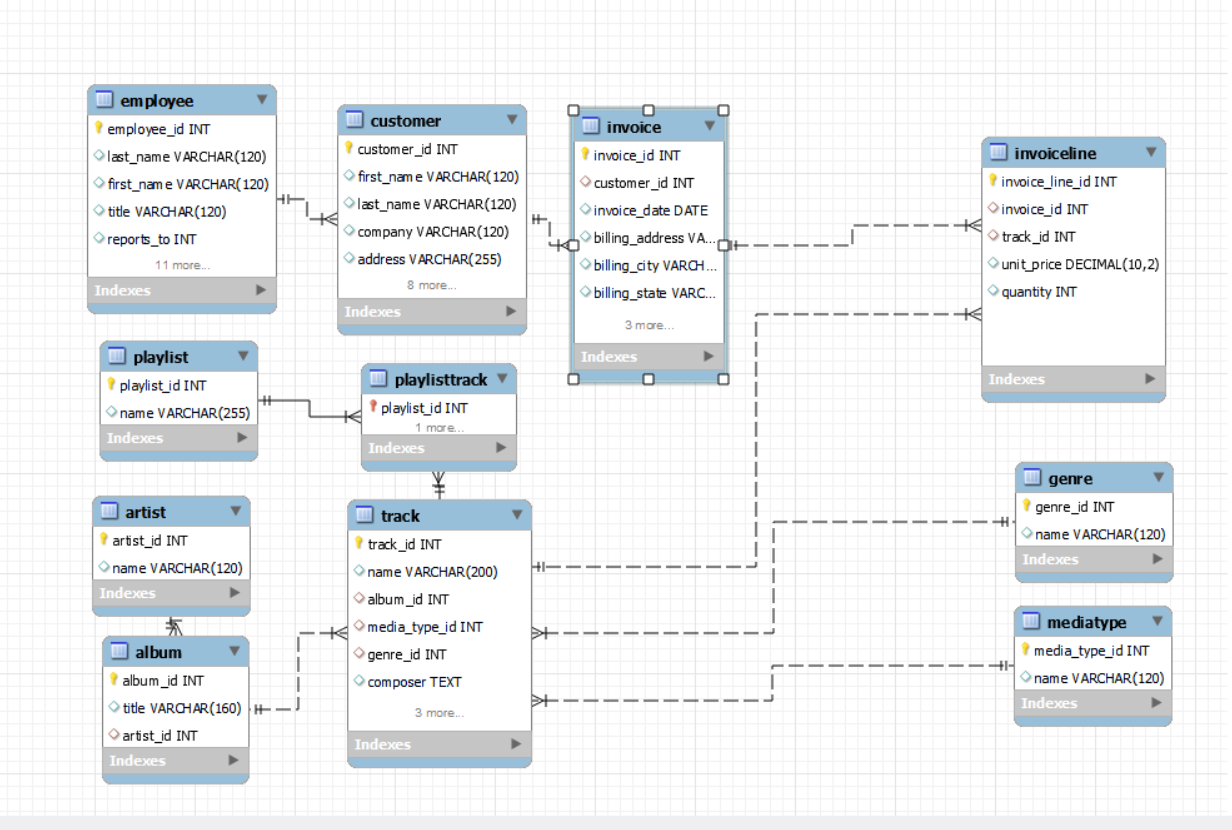 employee
employee_id INT
last_name VARCHAR(120)
first_name VARCHAR(120)
title VARCHAR(120)
reports_to INT
11 more...
Indexes
customer
customer_id INT
first_name VARCHAR(120)
last_name VARCHAR(120)
company VARCHAR(120)
address VARCHAR(255)
8 more...
Indexes
invoice
invoice_id INT
customer_id INT
invoice_date DATE
billing_address VA...
billing_city VARCH...
billing_state VARC...
3 more...
Indexes
invoiceline
invoice_line_id INT
invoice_id INT
track_id INT
unit_price DECIMAL(10,2)
quantity INT
Indexes
playlist
playlist_id INT
name VARCHAR(255)
Indexes
playlisttrack
playlist_id INT
1 more...
Indexes
artist
artist_id INT
name VARCHAR(120)
Indexes
track
track_id INT
name VARCHAR(200)
album_id INT
media_type_id INT
genre_id INT
composer TEXT
3 more...
Indexes
genre
genre_id INT
name VARCHAR(120)
Indexes
album
album_id INT
title VARCHAR(160)
artist_id INT
Indexes
mediatype
media_type_id INT
name VARCHAR(120)
Indexes